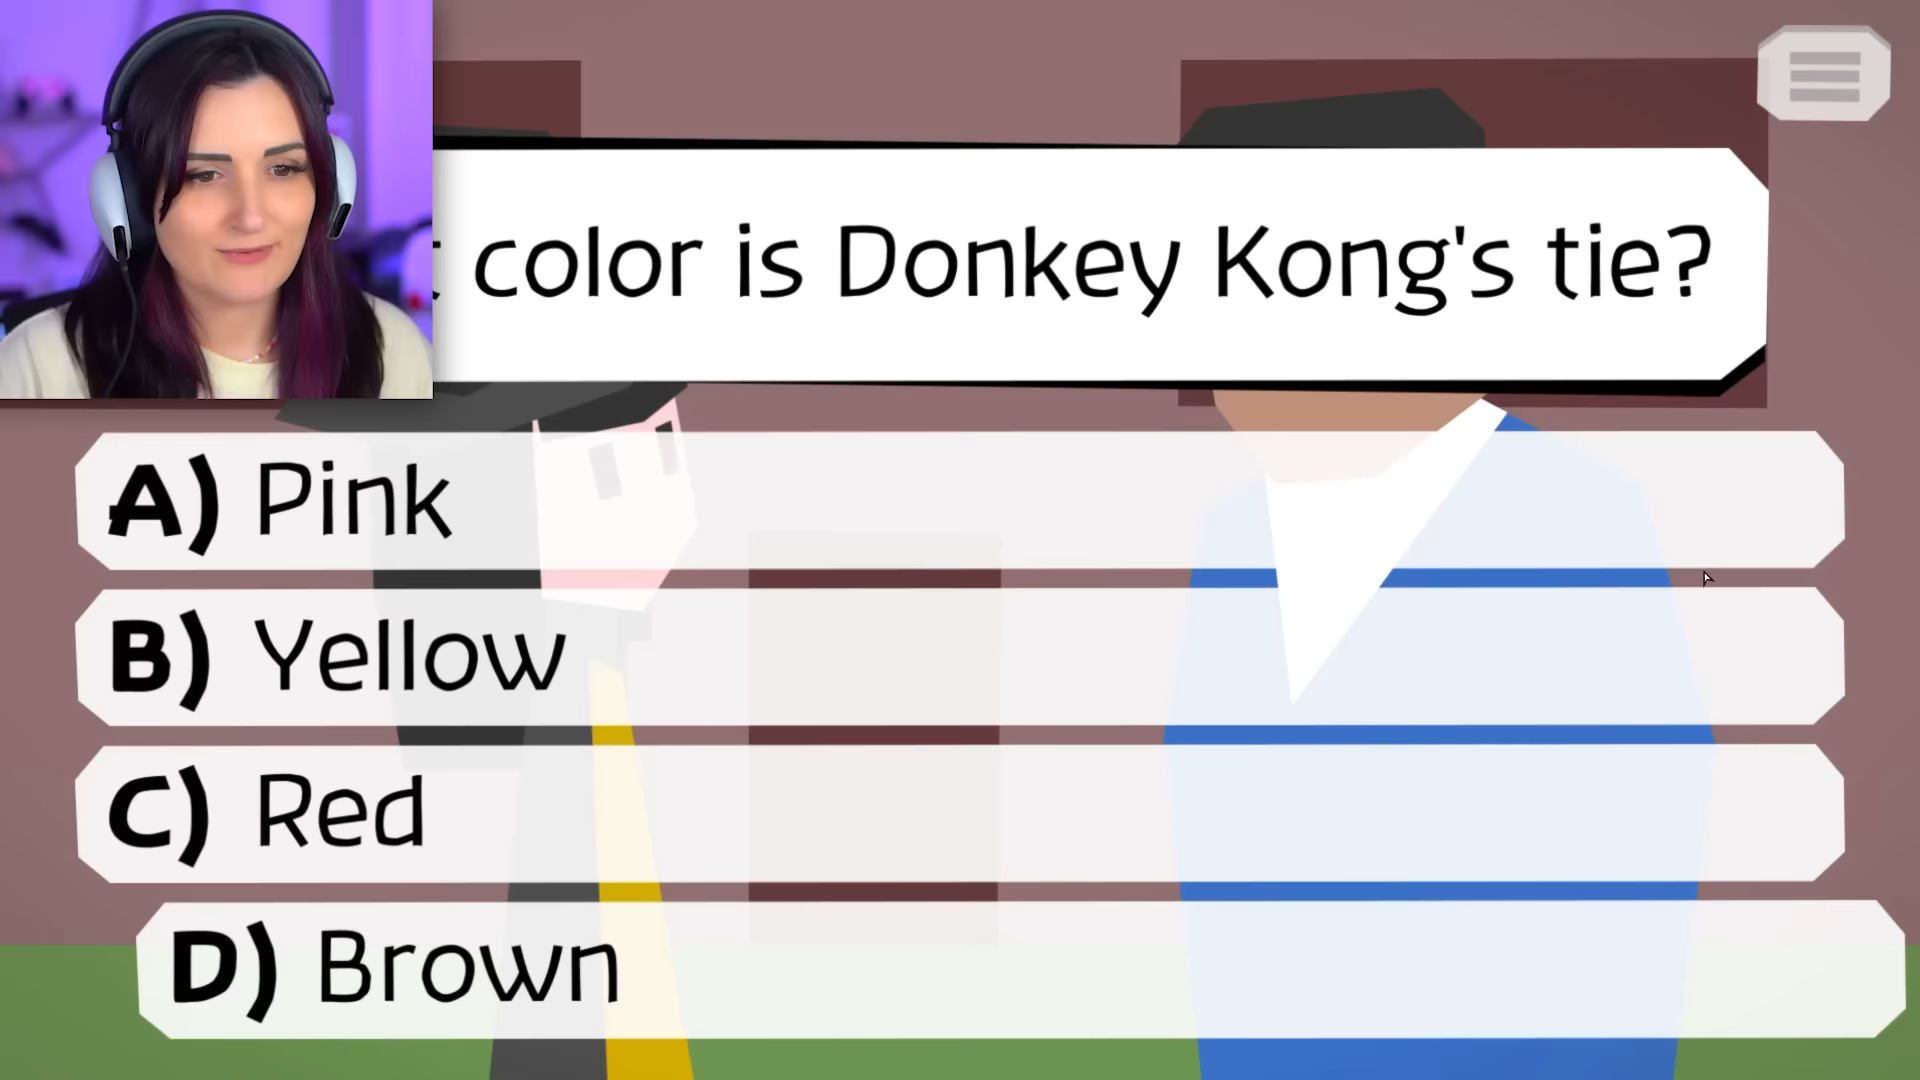 color is Donkey Kong's tie?
A) Pink
B) Yellow
C) Red
D) Brown